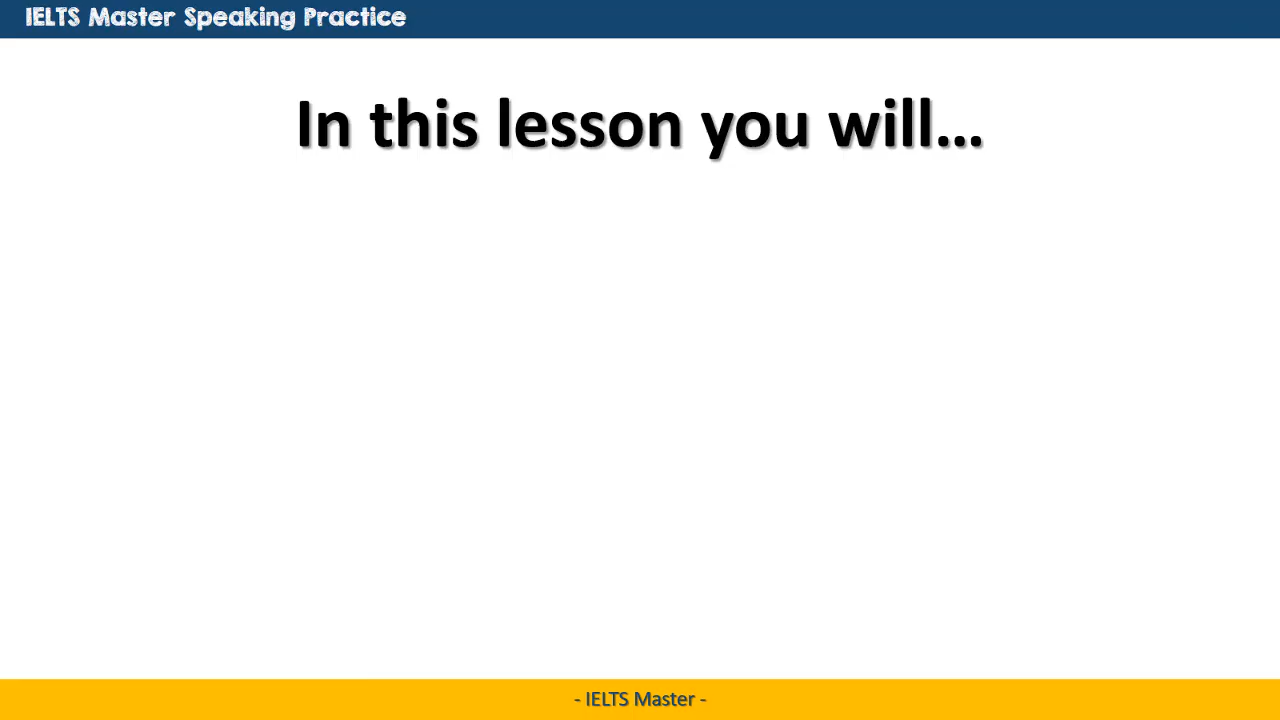 IELTS Master Speaking Practice
In this lesson you will…
- IELTS Master -